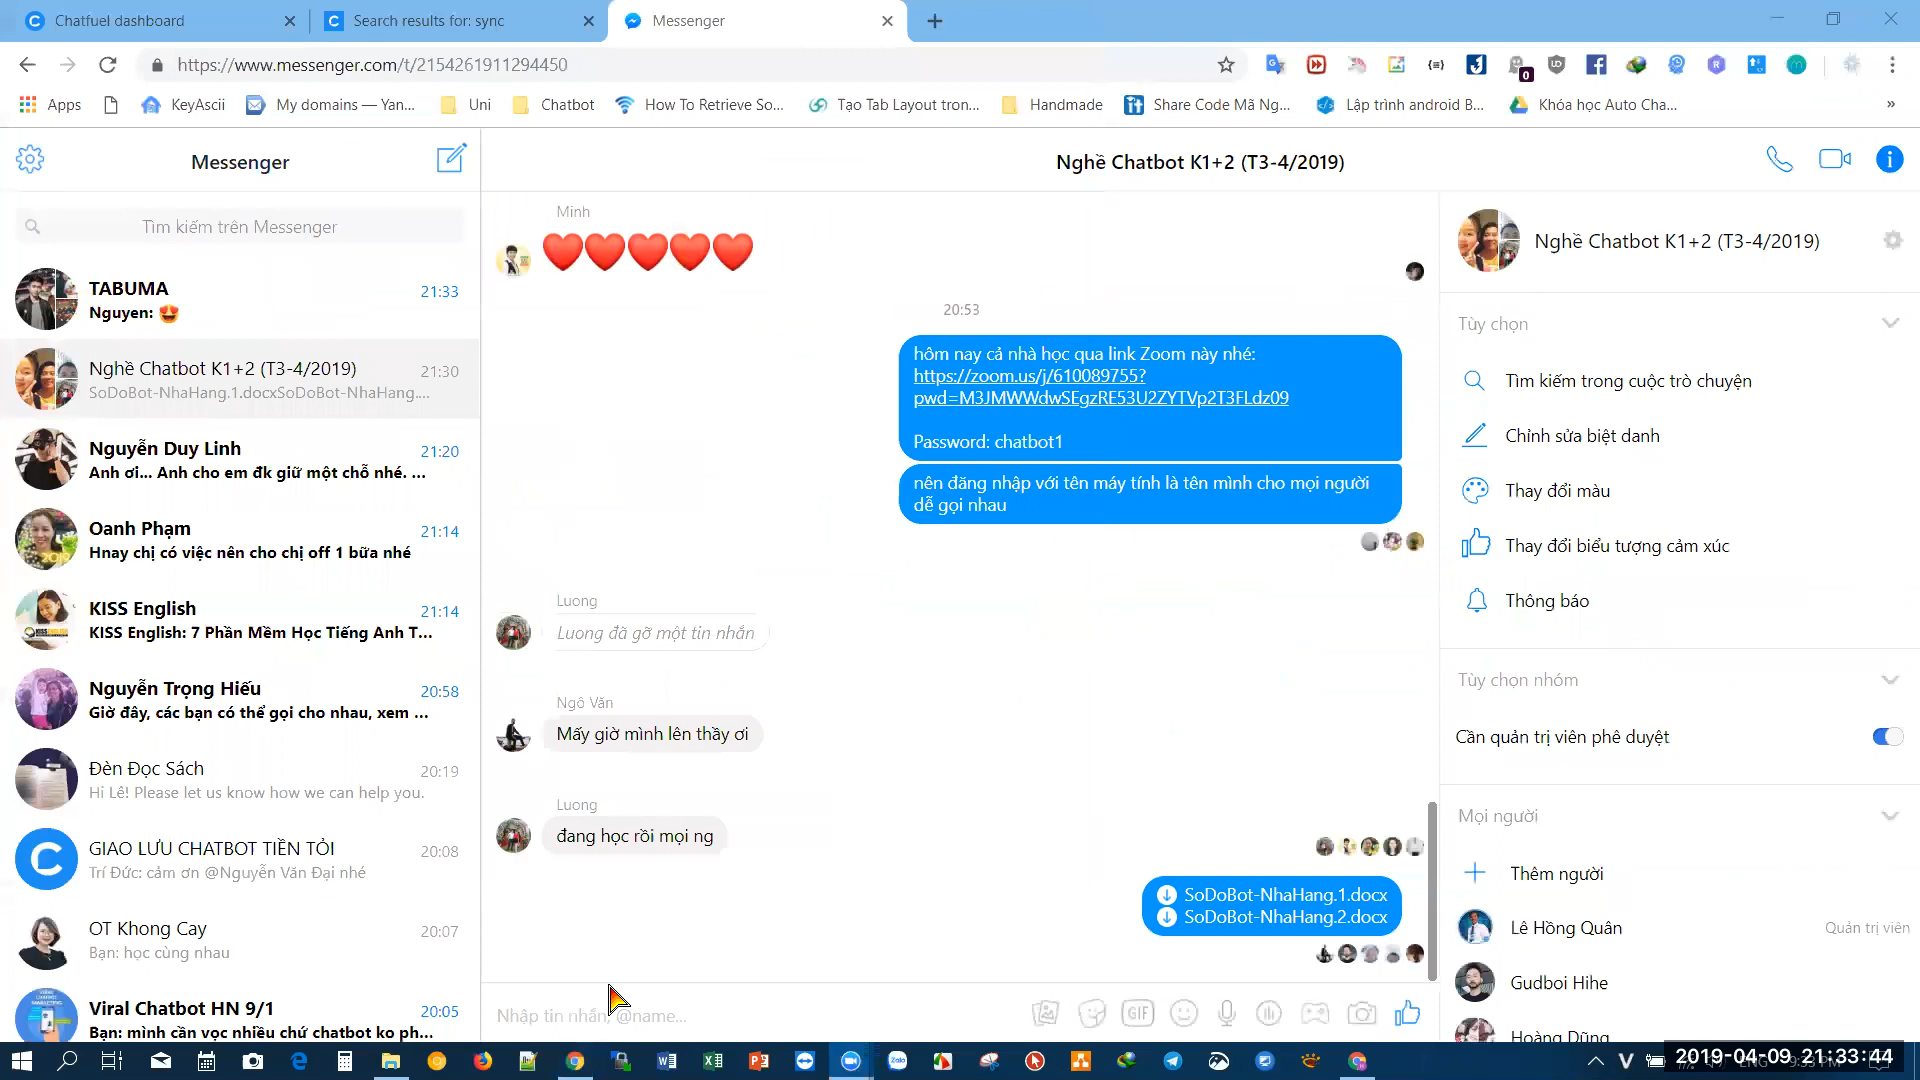 Chatfuel dashboard
Search results for: sync
Messenger
https://www.messenger.com/t/2154261911294450
0
Apps
KeyAscii
My domains — Yan...
Uni
Chatbot
How To Retrieve So...
Tạo Tab Layout tron...
Handmade
Share Code Mã Ng...
Lập trình android B...
Khóa học Auto Cha...
»
Messenger
Nghề Chatbot K1+2 (T3-4/2019)
Tìm kiếm trên Messenger
TABUMA
21:33
Nguyen: 😍
Nghề Chatbot K1+2 (T3-4/2019)
21:30
SoDoBot-NhaHang.1.docxSoDoBot-NhaHang....
Nguyễn Duy Linh
21:20
Anh ơi... Anh cho em đk giữ một chỗ nhé. ...
Oanh Phạm
21:14
Hnay chị có việc nên cho chị off 1 bữa nhé
KISS English
21:14
KISS English: 7 Phần Mềm Học Tiếng Anh T...
Nguyễn Trọng Hiếu
20:58
Giờ đây, các bạn có thể gọi cho nhau, xem ...
Đèn Đọc Sách
20:19
Hi Lê! Please let us know how we can help you.
GIAO LƯU CHATBOT TIỀN TỎI
20:08
Trí Đức: cảm ơn @Nguyễn Văn Đại nhé
OT Khong Cay
20:07
Bạn: học cùng nhau
Viral Chatbot HN 9/1
20:05
Bạn: mình cần vọc nhiều chứ chatbot ko ph...
Minh
❤❤❤❤❤
20:53
hôm nay cả nhà học qua link Zoom này nhé:
https://zoom.us/j/610089755?
pwd=M3JMWWdwSEgzRE53U2ZYTVp2T3FLdz09
Password: chatbot1
nên đăng nhập với tên máy tính là tên mình cho mọi người
dễ gọi nhau
Luong
Luong đã gỡ một tin nhắn
Ngô Văn
Mấy giờ mình lên thầy ơi
Luong
đang học rồi mọi ng
SoDoBot-NhaHang.1.docx
SoDoBot-NhaHang.2.docx
Nhập tin nhắn, @name...
GIF
Nghề Chatbot K1+2 (T3-4/2019)
Tùy chọn
Tìm kiếm trong cuộc trò chuyện
Chỉnh sửa biệt danh
Thay đổi màu
Thay đổi biểu tượng cảm xúc
Thông báo
Tùy chọn nhóm
Cần quản trị viên phê duyệt
Mọi người
Thêm người
Lê Hồng Quân
Quản trị viên
Gudboi Hihe
Hoàng Dũng
2019-04-09 21:33:44